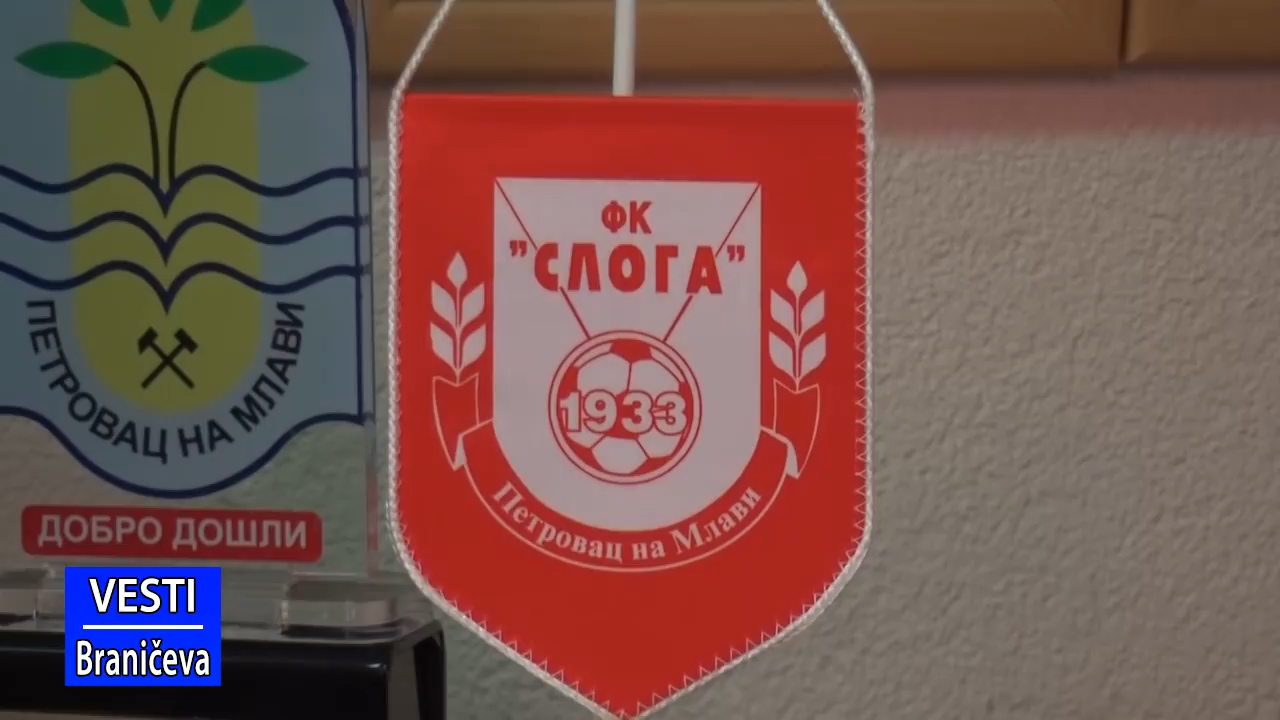 ПЕТРОВАЦ НА МЛАВИ
ДОБРО ДОШЛИ
ФК
"СЛОГА"
1933
Петровац на Млави
VESTI
Braničeva